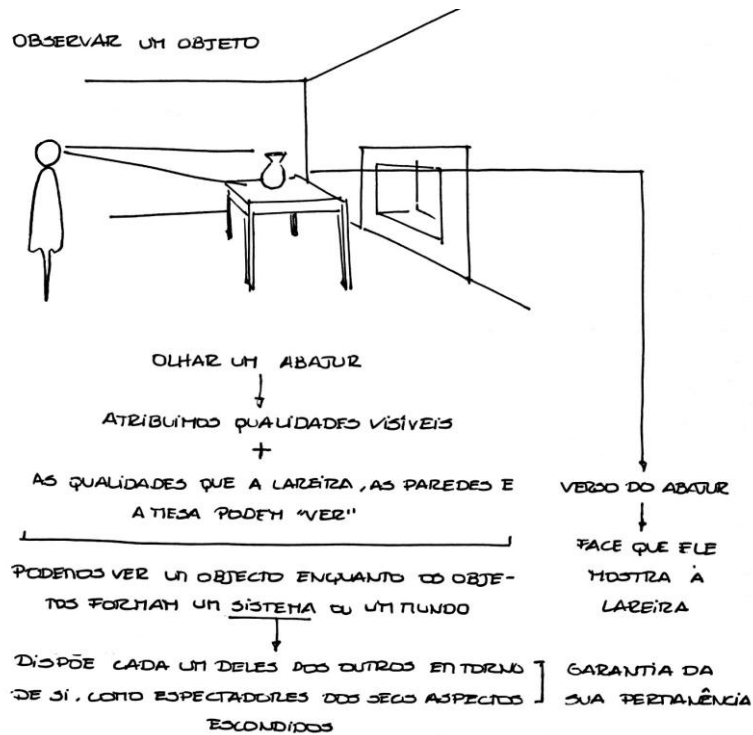 OBSERVAR UM OBJETO
OLHAR UM ABAJUR
ATRIBUÍMOS QUALIDADES VISÍVEIS
+
AS QUALIDADES QUE A LAREIRA, AS PAREDES E
A MESA PODEM "VER"
PODEMOS VER UM OBJECTO ENQUANTO OS OBJE-
TOS FORMAM UM SISTEMA OU UM MUNDO
DISPÕE CADA UM DELES DOS OUTROS EM TORNO
DE SI. COMO ESPECTADORES DOS SEUS ASPECTOS
ESCONDIDOS
VERSO DO ABAJUR
FACE QUE ELE
MOSTRA À
LAREIRA
GARANTIA DA
SUA PERMANÊNCIA